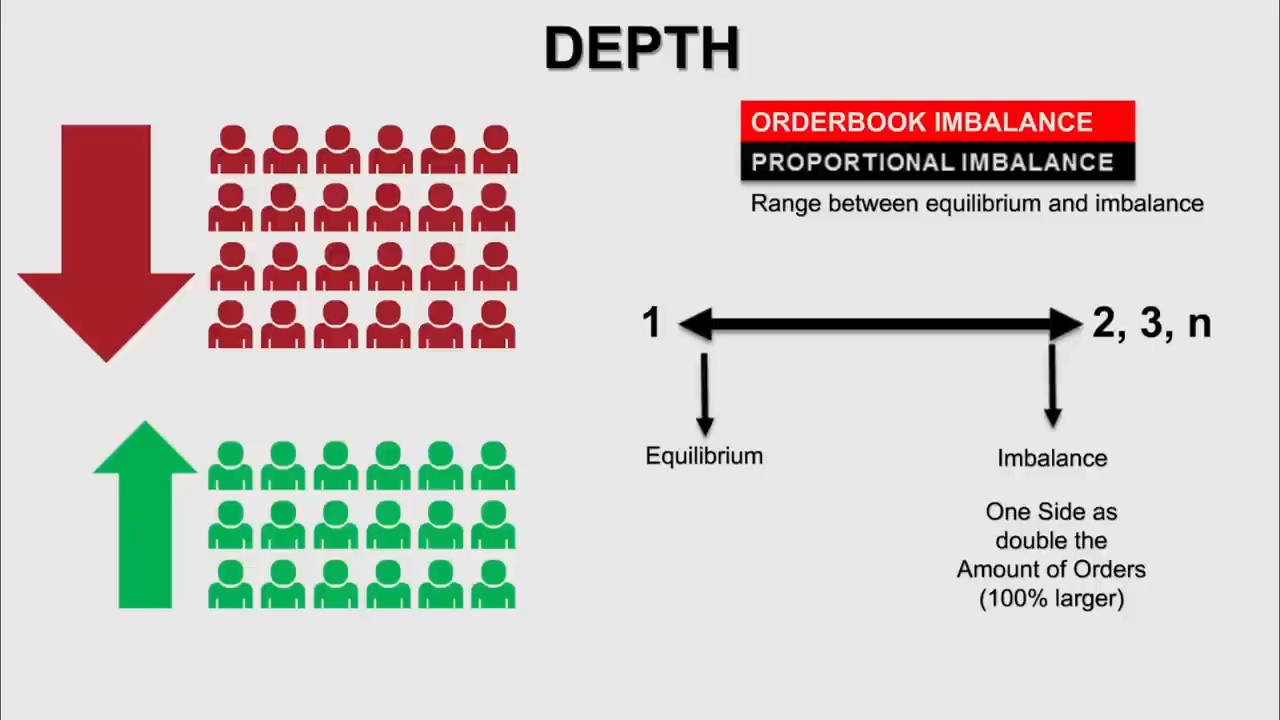 DEPTH
ORDERBOOK IMBALANCE
PROPORTIONAL IMBALANCE
Range between equilibrium and imbalance
1
2, 3, n
Equilibrium
Imbalance
One Side as
double the
Amount of Orders
(100% larger)